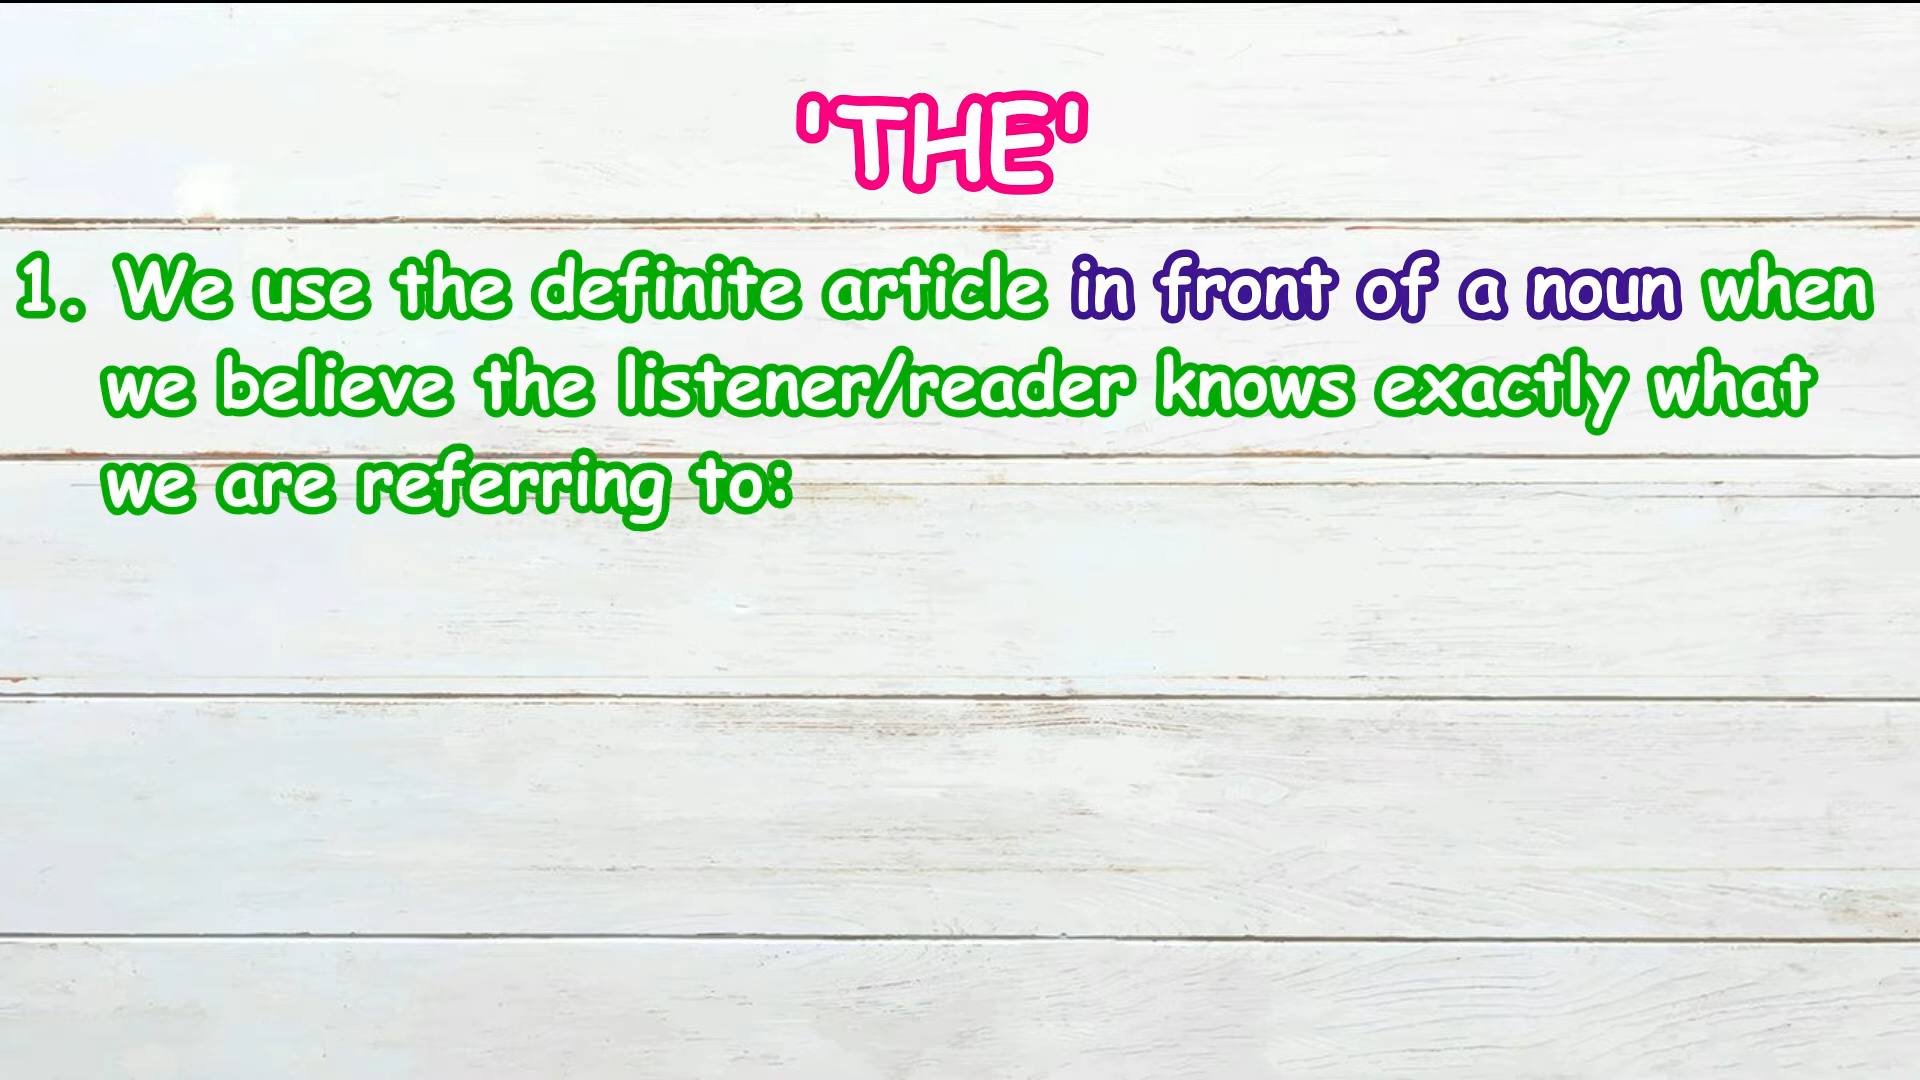 'THE'
1. We use the definite article in front of a noun when
we believe the listener/reader knows exactly what
we are referring to: